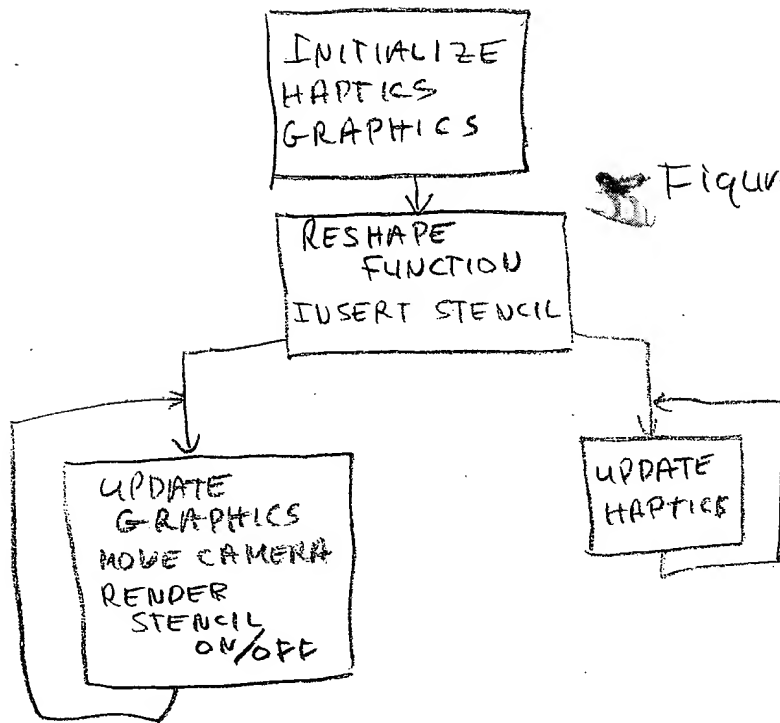 INITIALIZE
HAPTICS
GRAPHICS
Figur
RESHAPE
FUNCTION
INSERT STENCIL
UPDATE
GRAPHICS
MOVE CAMERA
RENDER
STENCIL
ON/OFF
UPDATE
HAPTICS